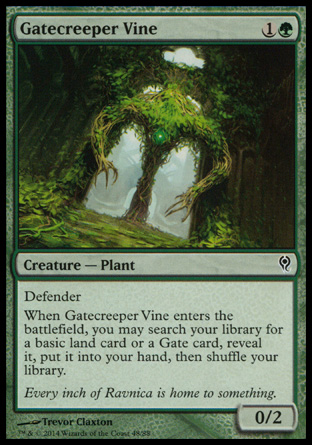 Gatecreeper Vine 1
Creature — Plant
Defender
When Gatecreeper Vine enters the
battlefield, you may search your library for
a basic land card or a Gate card, reveal
it, put it into your hand, then shuffle your
library.
Every inch of Ravnica is home to something.
Trevor Claxton
™ & © 2014 Wizards of the Coast 48/88
0/2